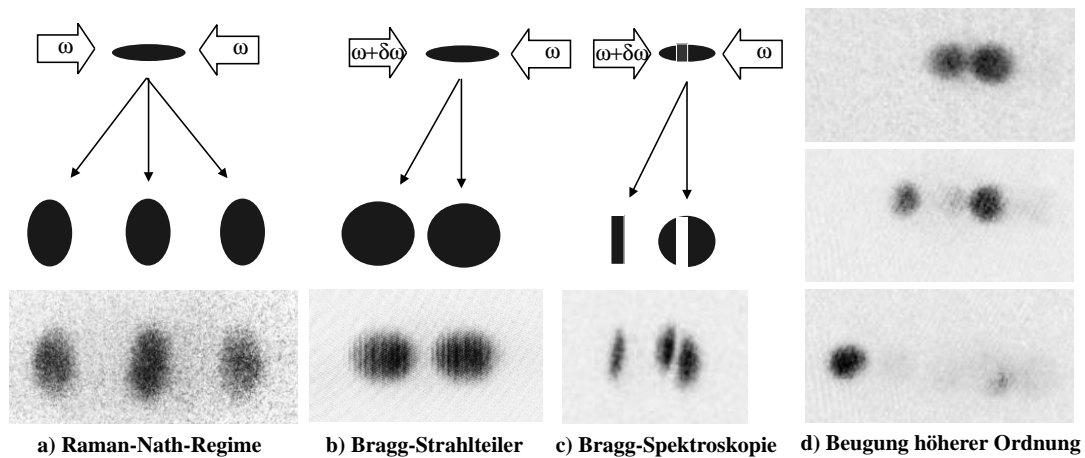 ω ω
ω+δω ω
ω+δω ω
a) Raman-Nath-Regime
b) Bragg-Strahlteiler
c) Bragg-Spektroskopie
d) Beugung höherer Ordnung